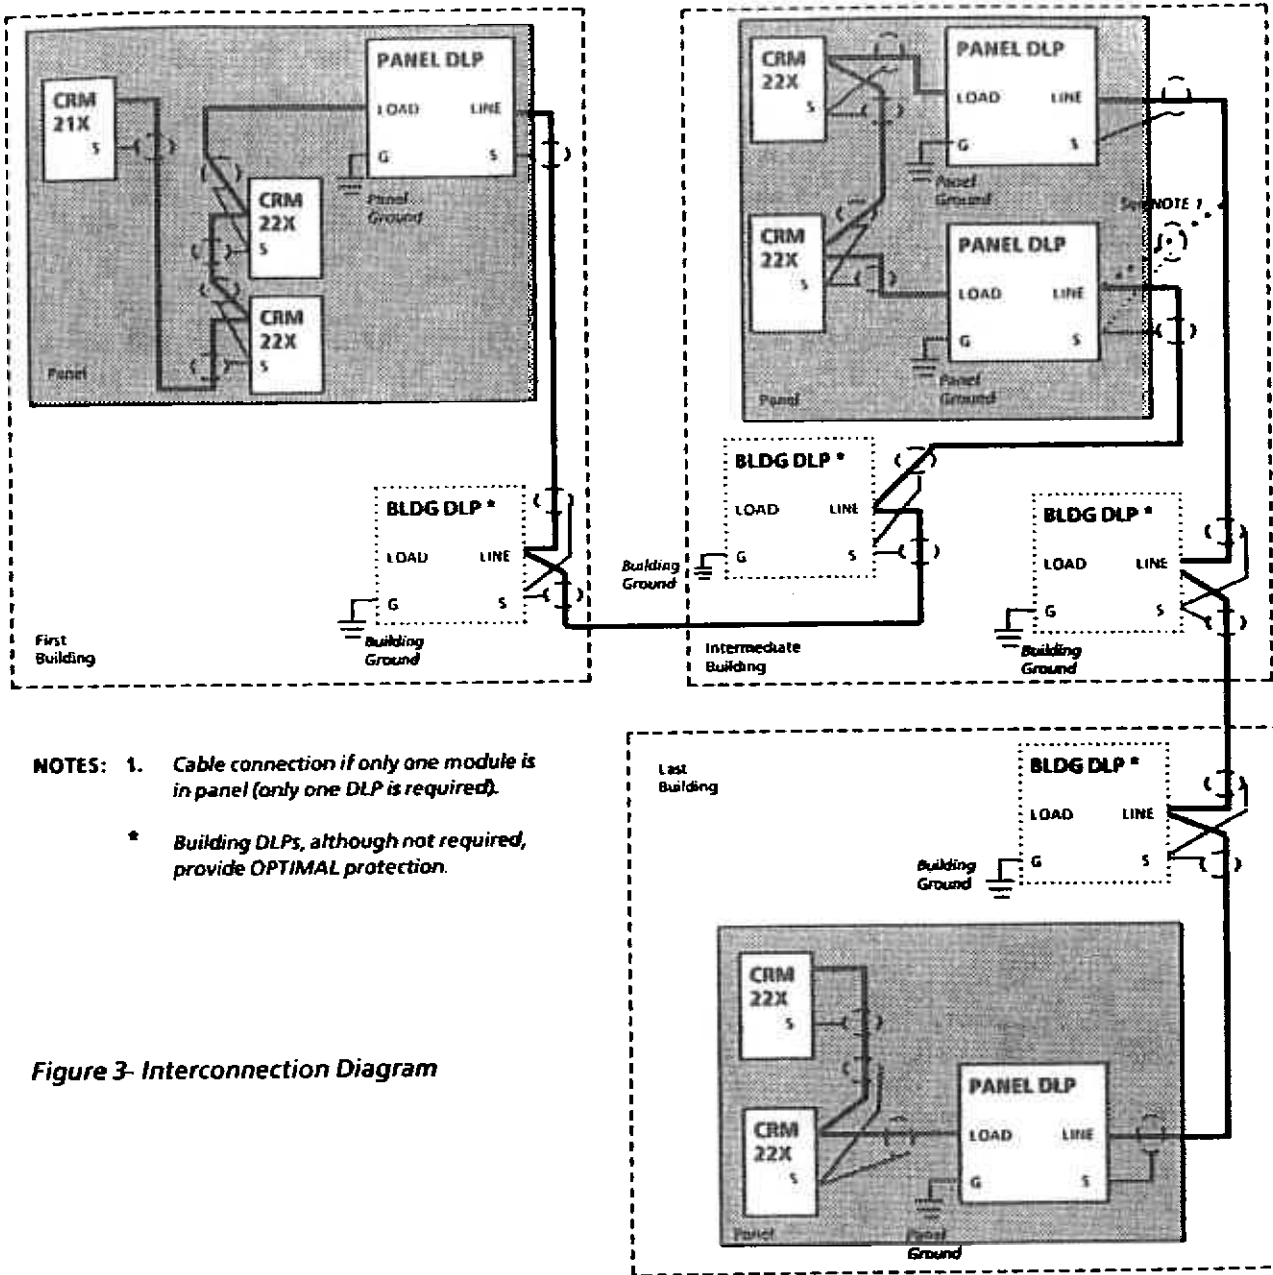 PANEL DLP
LOAD LINE
G S
Panel
Ground
CRM
21X
S
CRM
22X
S
CRM
22X
S
Panel
BLDG DLP *
LOAD LINE
G S
Building
Ground
First
Building
CRM
22X
S
PANEL DLP
LOAD LINE
G S
Panel
Ground
See NOTE 1
CRM
22X
S
PANEL DLP
LOAD LINE
G S
Panel
Ground
Panel
BLDG DLP *
LOAD LINE
G S
Building
Ground
BLDG DLP *
LOAD LINE
G S
Building
Ground
Intermediate
Building
NOTES: 1. Cable connection if only one module is
in panel (only one DLP is required).
* Building DLPs, although not required,
provide OPTIMAL protection.
Last
Building
BLDG DLP *
LOAD LINE
G S
Building
Ground
CRM
22X
S
CRM
22X
S
PANEL DLP
LOAD LINE
G S
Panel
Ground
Panel
Figure 3- Interconnection Diagram